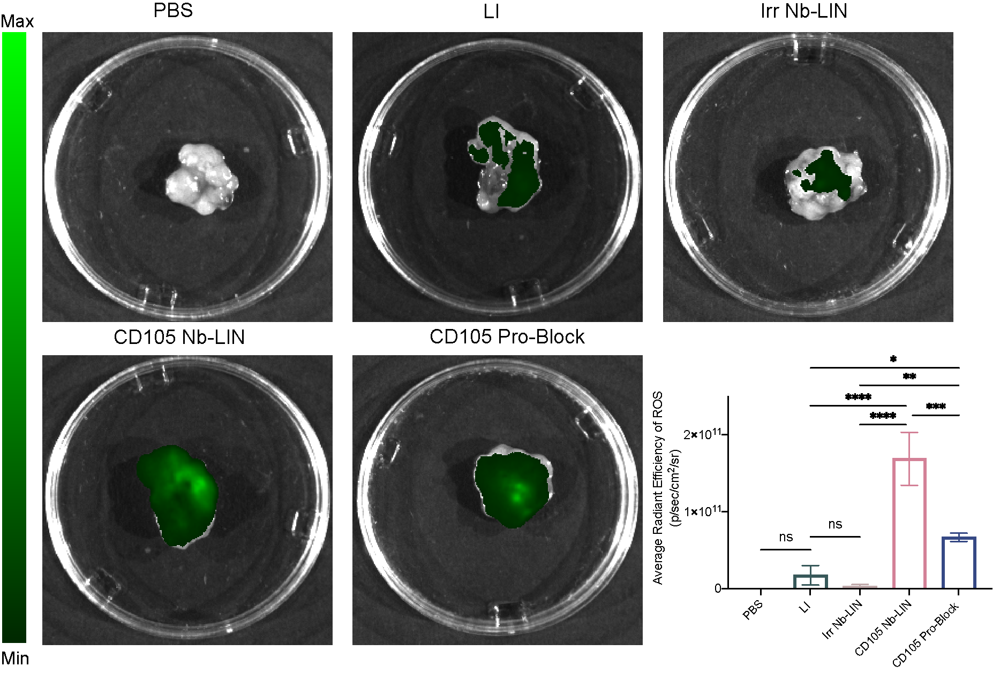 PBS
LI
Irr Nb-LIN
Max
CD105 Nb-LIN
CD105 Pro-Block
*
**
****
***
****
Average Radiant Efficiency of ROS
(p/sec/cm²/sr)
2×10¹¹
1×10¹¹
0
ns
ns
PBS
LI
Irr Nb-LIN
CD105 Nb-LIN
CD105 Pro-Block
Min